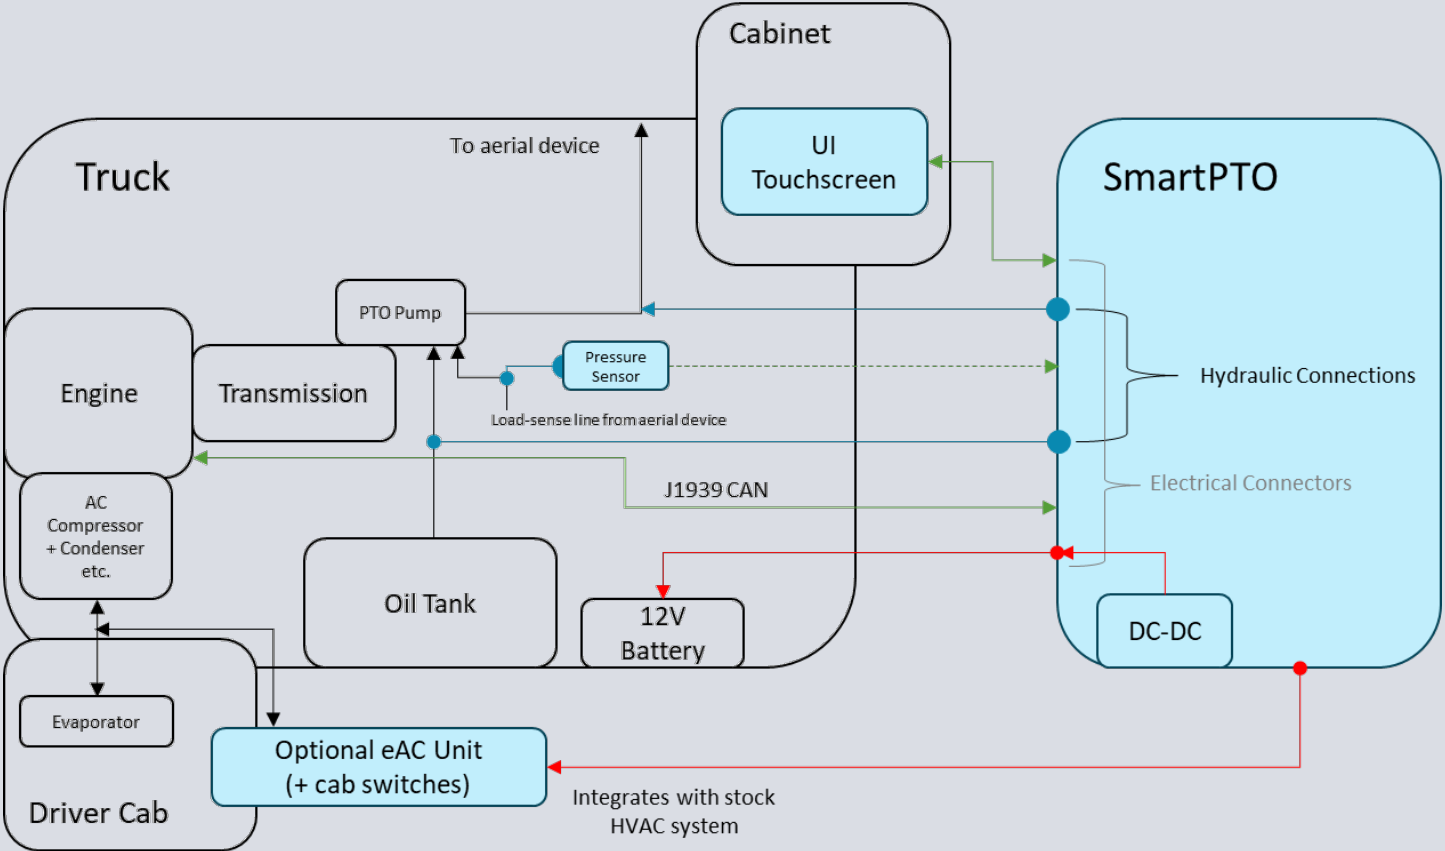 Cabinet
UI
Touchscreen
To aerial device
Truck
SmartPTO
PTO Pump
Pressure
Sensor
Engine
Transmission
Hydraulic Connections
Load-sense line from aerial device
J1939 CAN
Electrical Connectors
AC
Compressor
+ Condenser
etc.
Oil Tank
12V
Battery
DC-DC
Evaporator
Optional eAC Unit
(+ cab switches)
Driver Cab
Integrates with stock
HVAC system